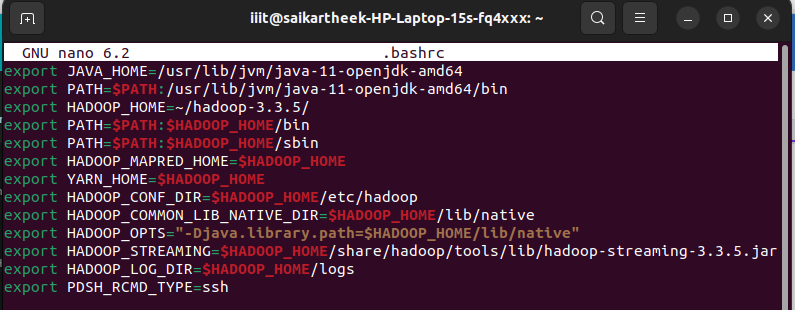 iiit@saikartheek-HP-Laptop-15s-fq4xxx: ~
GNU nano 6.2 .bashrc
export JAVA_HOME=/usr/lib/jvm/java-11-openjdk-amd64
export PATH=$PATH:/usr/lib/jvm/java-11-openjdk-amd64/bin
export HADOOP_HOME=~/hadoop-3.3.5/
export PATH=$PATH:$HADOOP_HOME/bin
export PATH=$PATH:$HADOOP_HOME/sbin
export HADOOP_MAPRED_HOME=$HADOOP_HOME
export YARN_HOME=$HADOOP_HOME
export HADOOP_CONF_DIR=$HADOOP_HOME/etc/hadoop
export HADOOP_COMMON_LIB_NATIVE_DIR=$HADOOP_HOME/lib/native
export HADOOP_OPTS="-Djava.library.path=$HADOOP_HOME/lib/native"
export HADOOP_STREAMING=$HADOOP_HOME/share/hadoop/tools/lib/hadoop-streaming-3.3.5.jar
export HADOOP_LOG_DIR=$HADOOP_HOME/logs
export PDSH_RCMD_TYPE=ssh